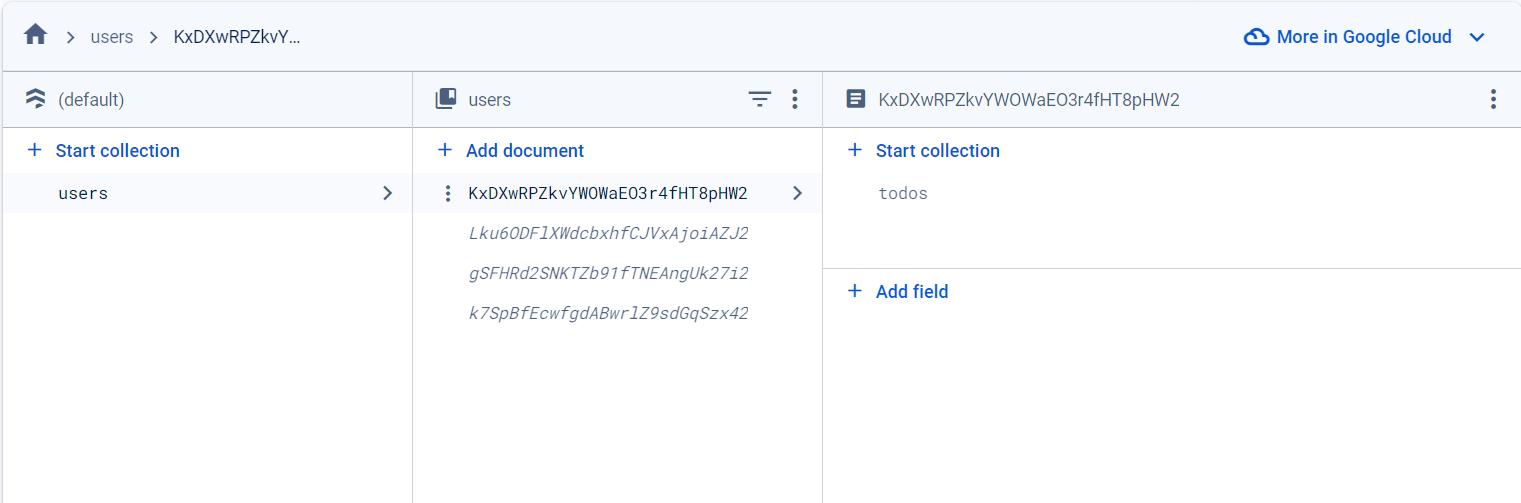 users
KxDXwRPZkvY...
More in Google Cloud
(default)
users
KxDXwRPZkvYWOWaEO3r4fHT8pHW2
Start collection
Add document
Start collection
users
KxDXwRPZkvYWOWaEO3r4fHT8pHW2
todos
Lku6ODFlXWdcbxhfCJVxAjoiAZJ2
gSFHRd2SNKTZb91fTNEAngUk27i2
Add field
k7SpBfEcwfgdABwrlZ9sdGqSzx42